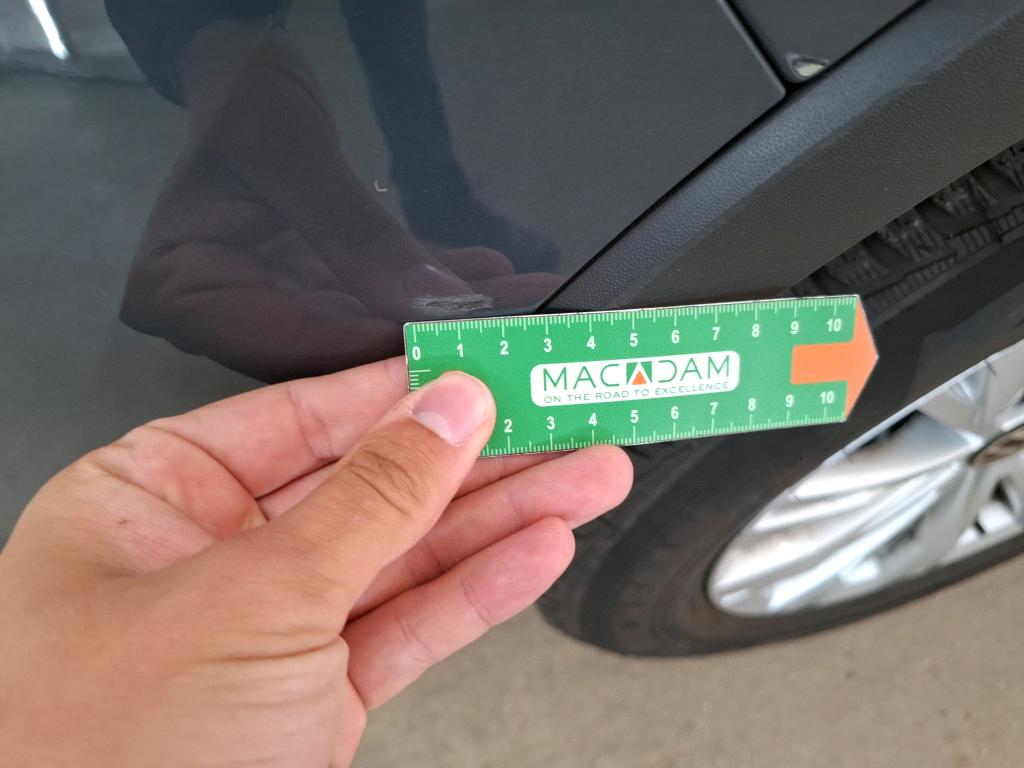 0 1 2 3 4 5 6 7 8 9 10
MACADAM
ON THE ROAD TO EXCELLENCE
2 3 4 5 6 7 8 9 10